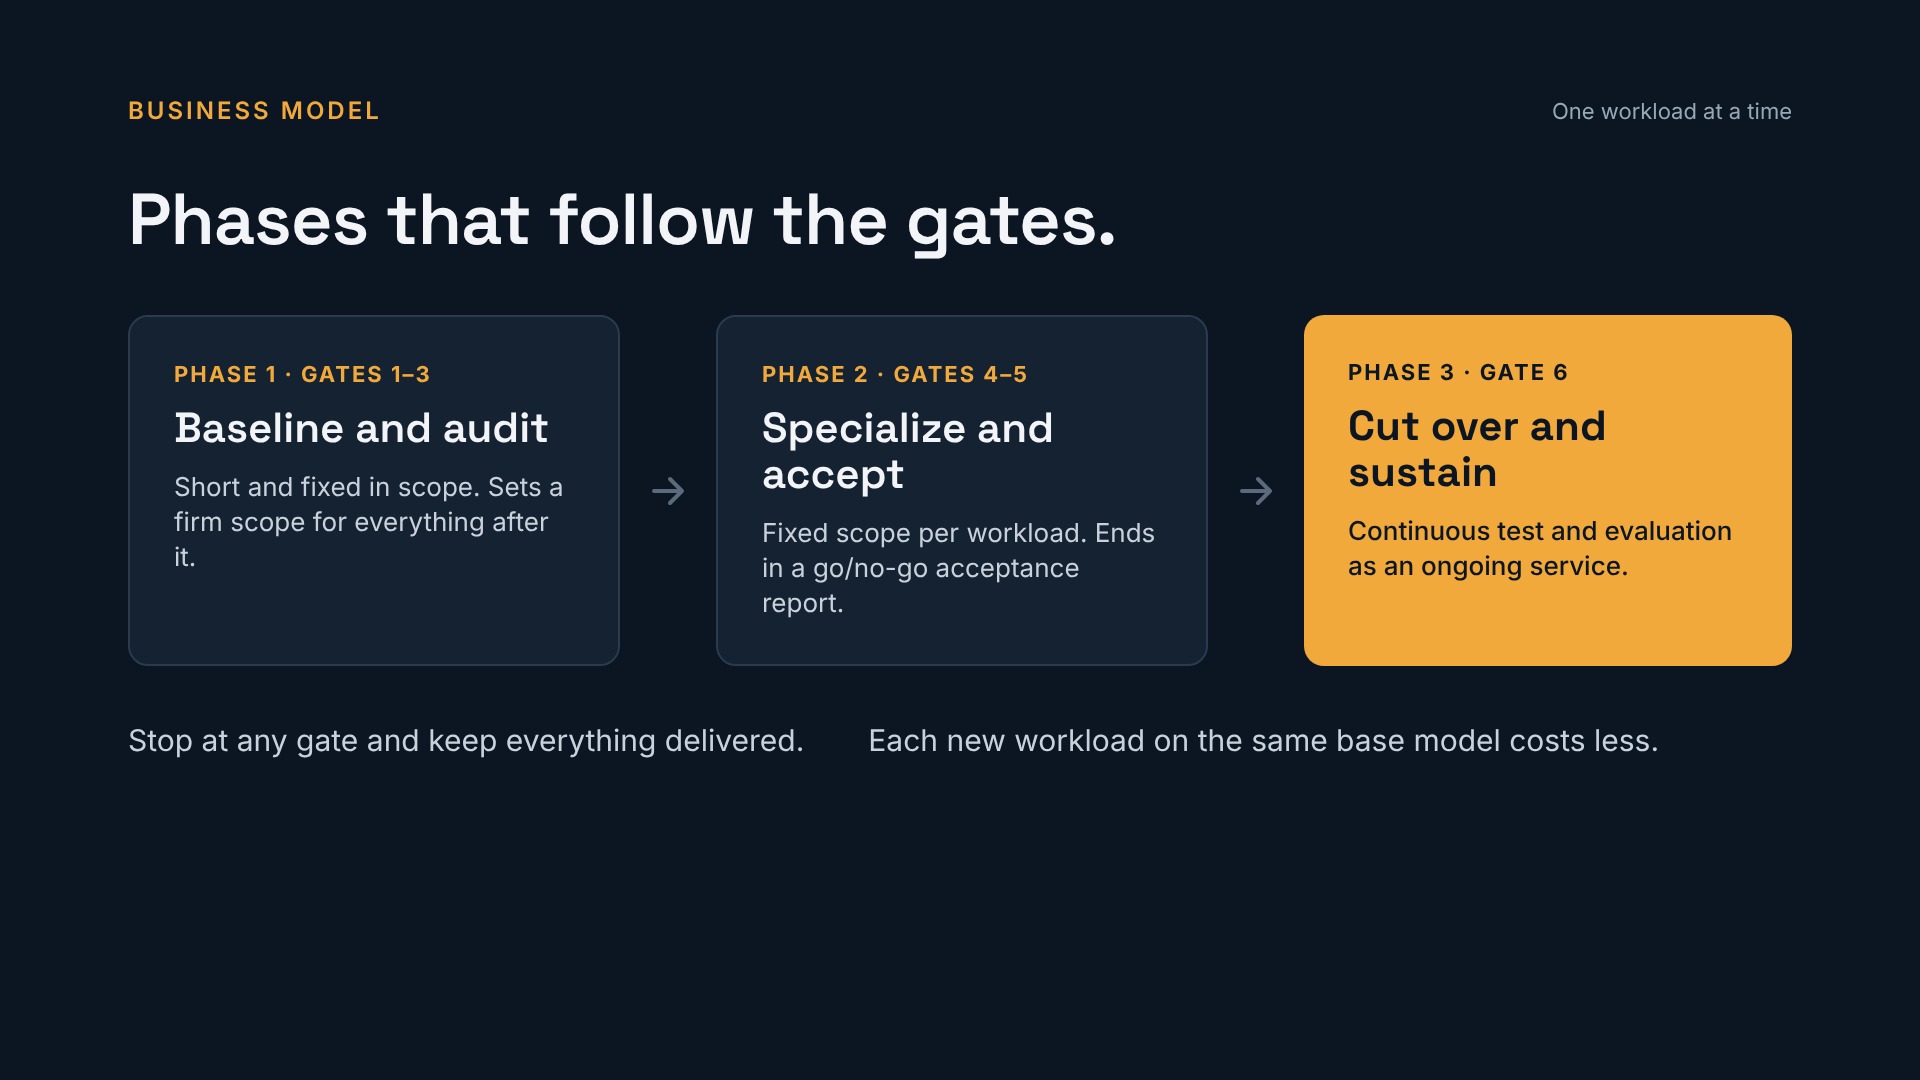 BUSINESS MODEL
One workload at a time
Phases that follow the gates.
PHASE 1 · GATES 1–3
Baseline and audit
Short and fixed in scope. Sets a
firm scope for everything after
it.
PHASE 2 · GATES 4–5
Specialize and
accept
Fixed scope per workload. Ends
in a go/no-go acceptance
report.
PHASE 3 · GATE 6
Cut over and
sustain
Continuous test and evaluation
as an ongoing service.
Stop at any gate and keep everything delivered.
Each new workload on the same base model costs less.